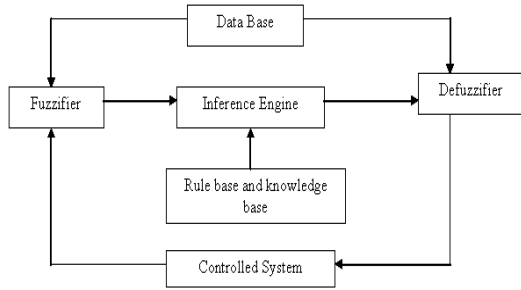 Data Base
Fuzzifier
Inference Engine
Defuzzifier
Rule base and knowledge
base
Controlled System